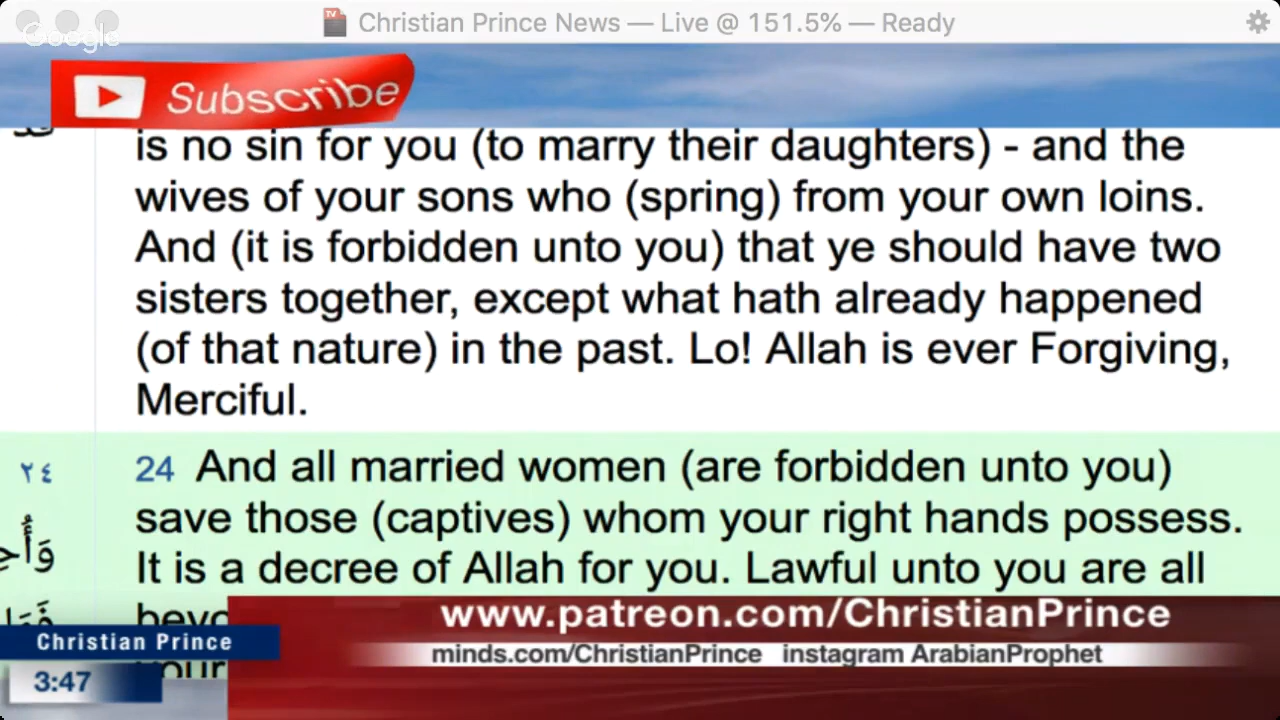 Christian Prince News — Live @ 151.5% — Ready
Google
Subscribe
is no sin for you (to marry their daughters) - and the
wives of your sons who (spring) from your own loins.
And (it is forbidden unto you) that ye should have two
sisters together, except what hath already happened
(of that nature) in the past. Lo! Allah is ever Forgiving,
Merciful.
٢٤
24 And all married women (are forbidden unto you)
save those (captives) whom your right hands possess.
It is a decree of Allah for you. Lawful unto you are all
your
www.patreon.com/ChristianPrince
minds.com/ChristianPrince instagram ArabianProphet
Christian Prince
3:47